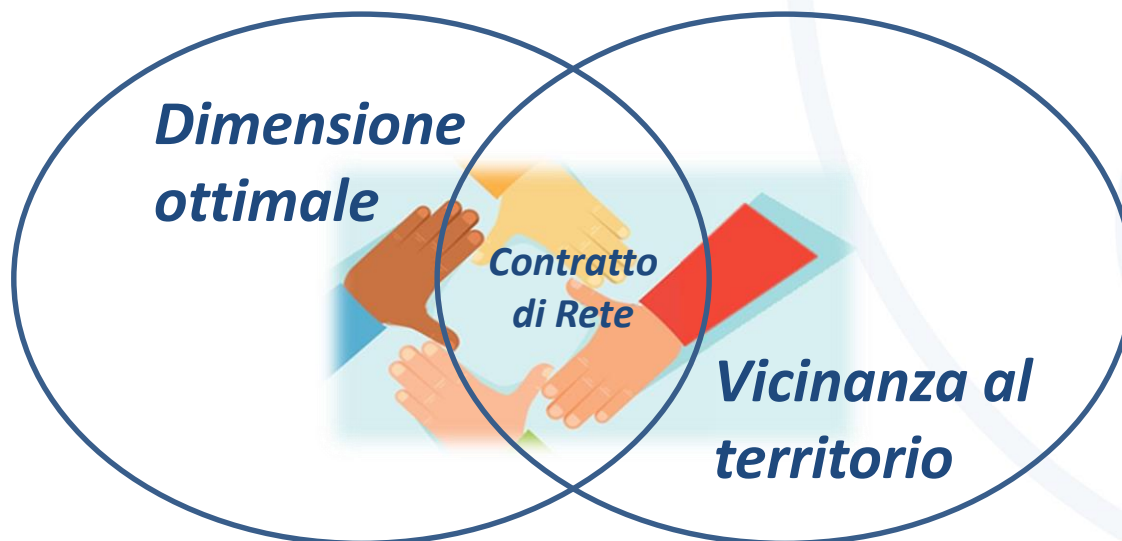 Dimensione
ottimale
Contratto
di Rete
Vicinanza al
territorio